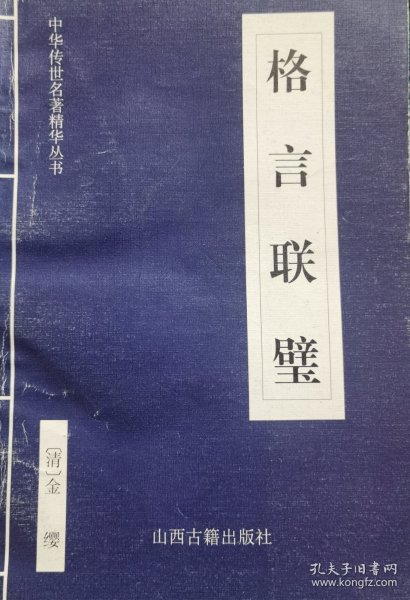 中华传世名著精华丛书
格言联璧
〔清〕金 缨
山西古籍出版社
孔夫子旧书网
www.kongfz.com